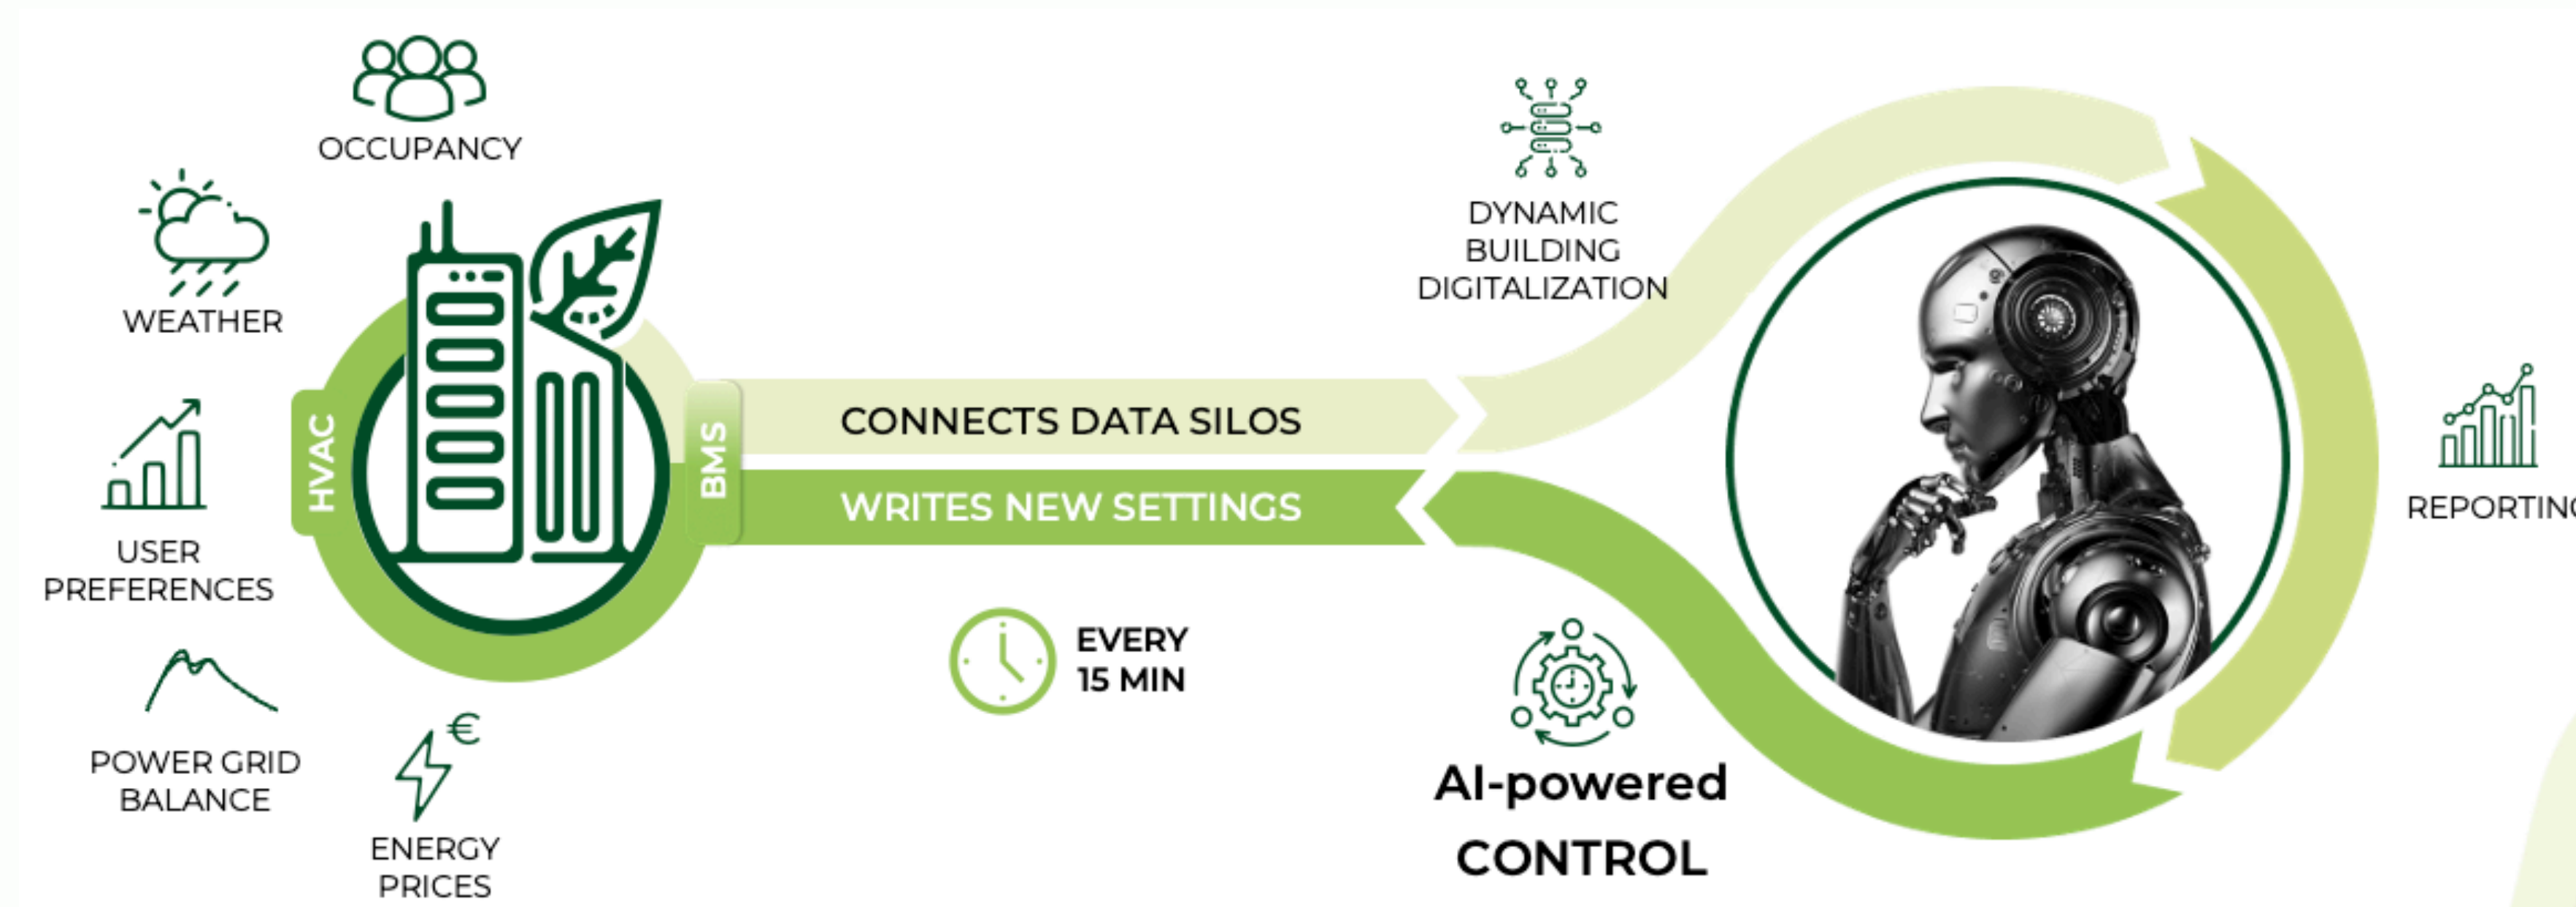 OCCUPANCY
WEATHER
USER
PREFERENCES
POWER GRID
BALANCE
€
ENERGY
PRICES
HVAC
BMS
CONNECTS DATA SILOS
WRITES NEW SETTINGS
EVERY
15 MIN
DYNAMIC
BUILDING
DIGITALIZATION
AI-powered
CONTROL
REPORTING